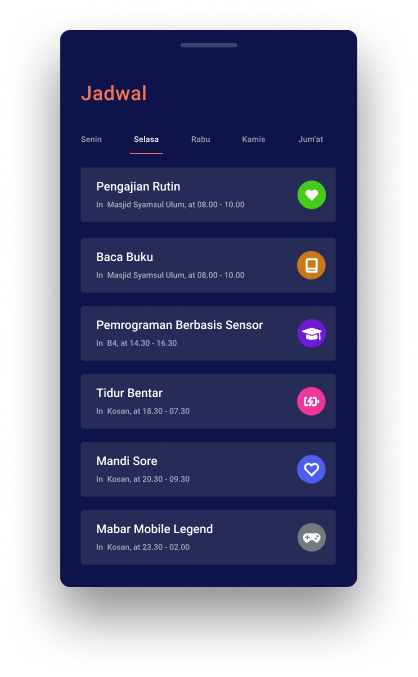 Jadwal
Senin Selasa Rabu Kamis Jum'at
Pengajian Rutin
In Masjid Syamsul Ulum, at 08.00 - 10.00
Baca Buku
In Masjid Syamsul Ulum, at 08.00 - 10.00
Pemrograman Berbasis Sensor
In B4, at 14.30 - 16.30
Tidur Bentar
In Kosan, at 18.30 - 07.30
Mandi Sore
In Kosan, at 20.30 - 09.30
Mabar Mobile Legend
In Kosan, at 23.30 - 02.00